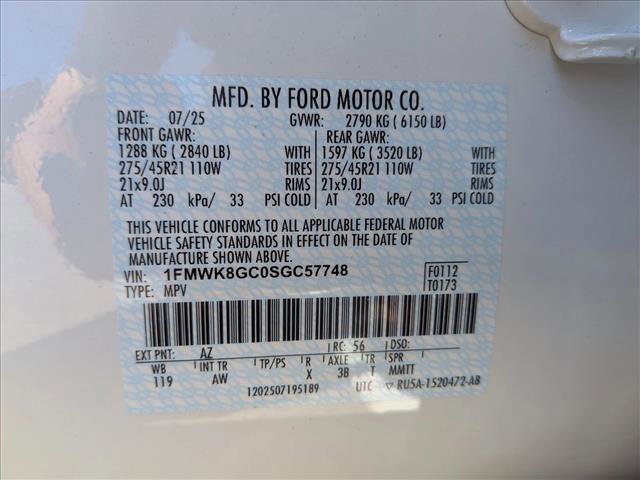 MFD. BY FORD MOTOR CO.
DATE: 07/25 GVWR: 2790 KG ( 6150 LB)
FRONT GAWR: REAR GAWR:
1288 KG ( 2840 LB) WITH 1597 KG ( 3520 LB) WITH
275/45R21 110W TIRES 275/45R21 110W TIRES
21x9.0J RIMS 21x9.0J RIMS
AT 230 kPa/ 33 PSI COLD AT 230 kPa/ 33 PSI COLD
THIS VEHICLE CONFORMS TO ALL APPLICABLE FEDERAL MOTOR
VEHICLE SAFETY STANDARDS IN EFFECT ON THE DATE OF
MANUFACTURE SHOWN ABOVE.
VIN: 1FMWK8GC0SGC57748 F0112
TYPE: MPV T0173
EXT PNT: AZ RC: 56 DSO:
WB INT TR TP/PS R AXLE TR SPR
119 AW X 3B T MMTT
1202507195189 UTC ▽ RU5A-1520472-AB